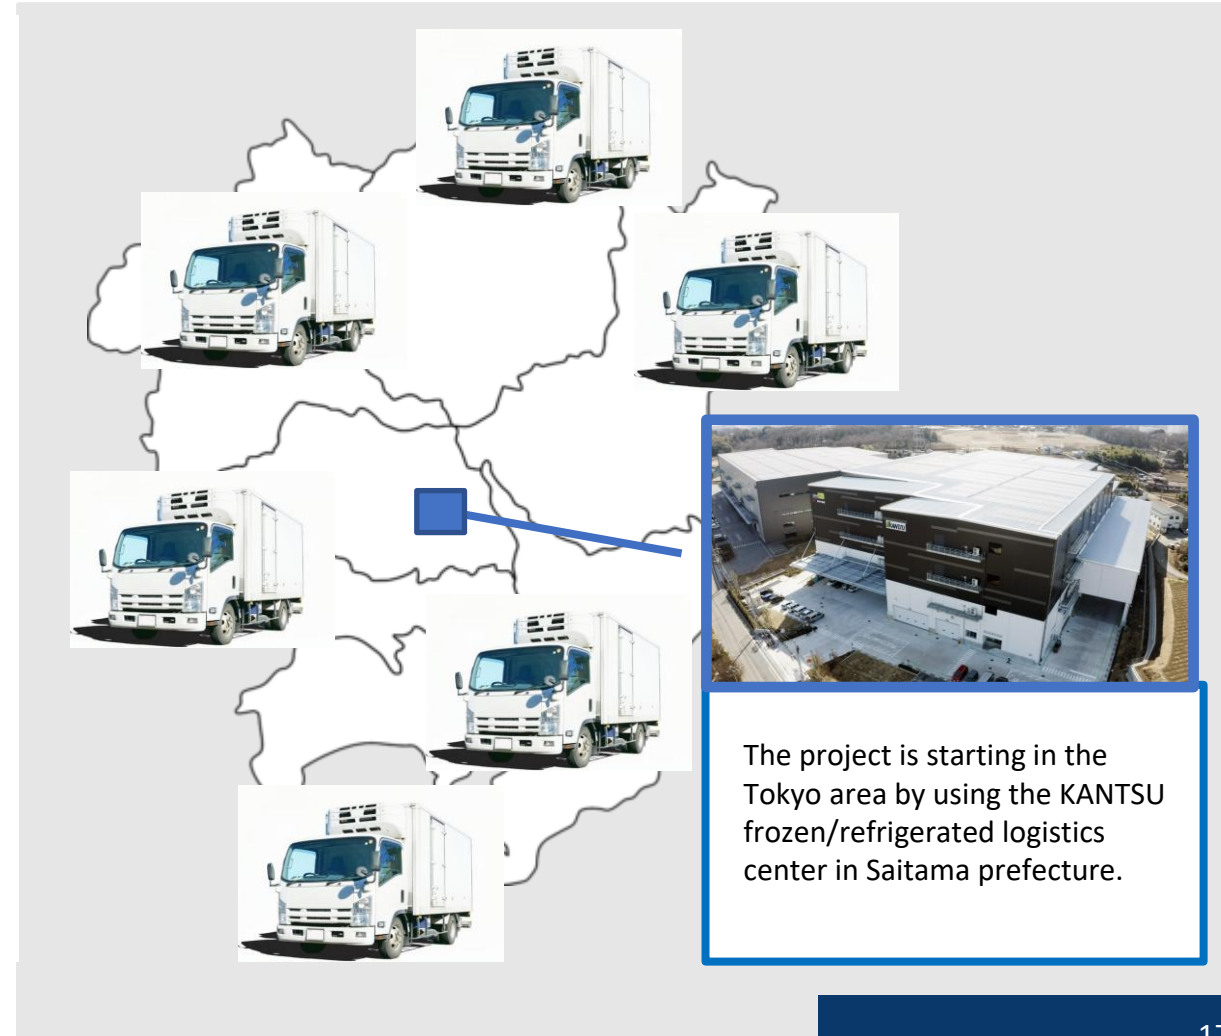 The project is starting in the
Tokyo area by using the KANTSU
frozen/refrigerated logistics
center in Saitama prefecture.